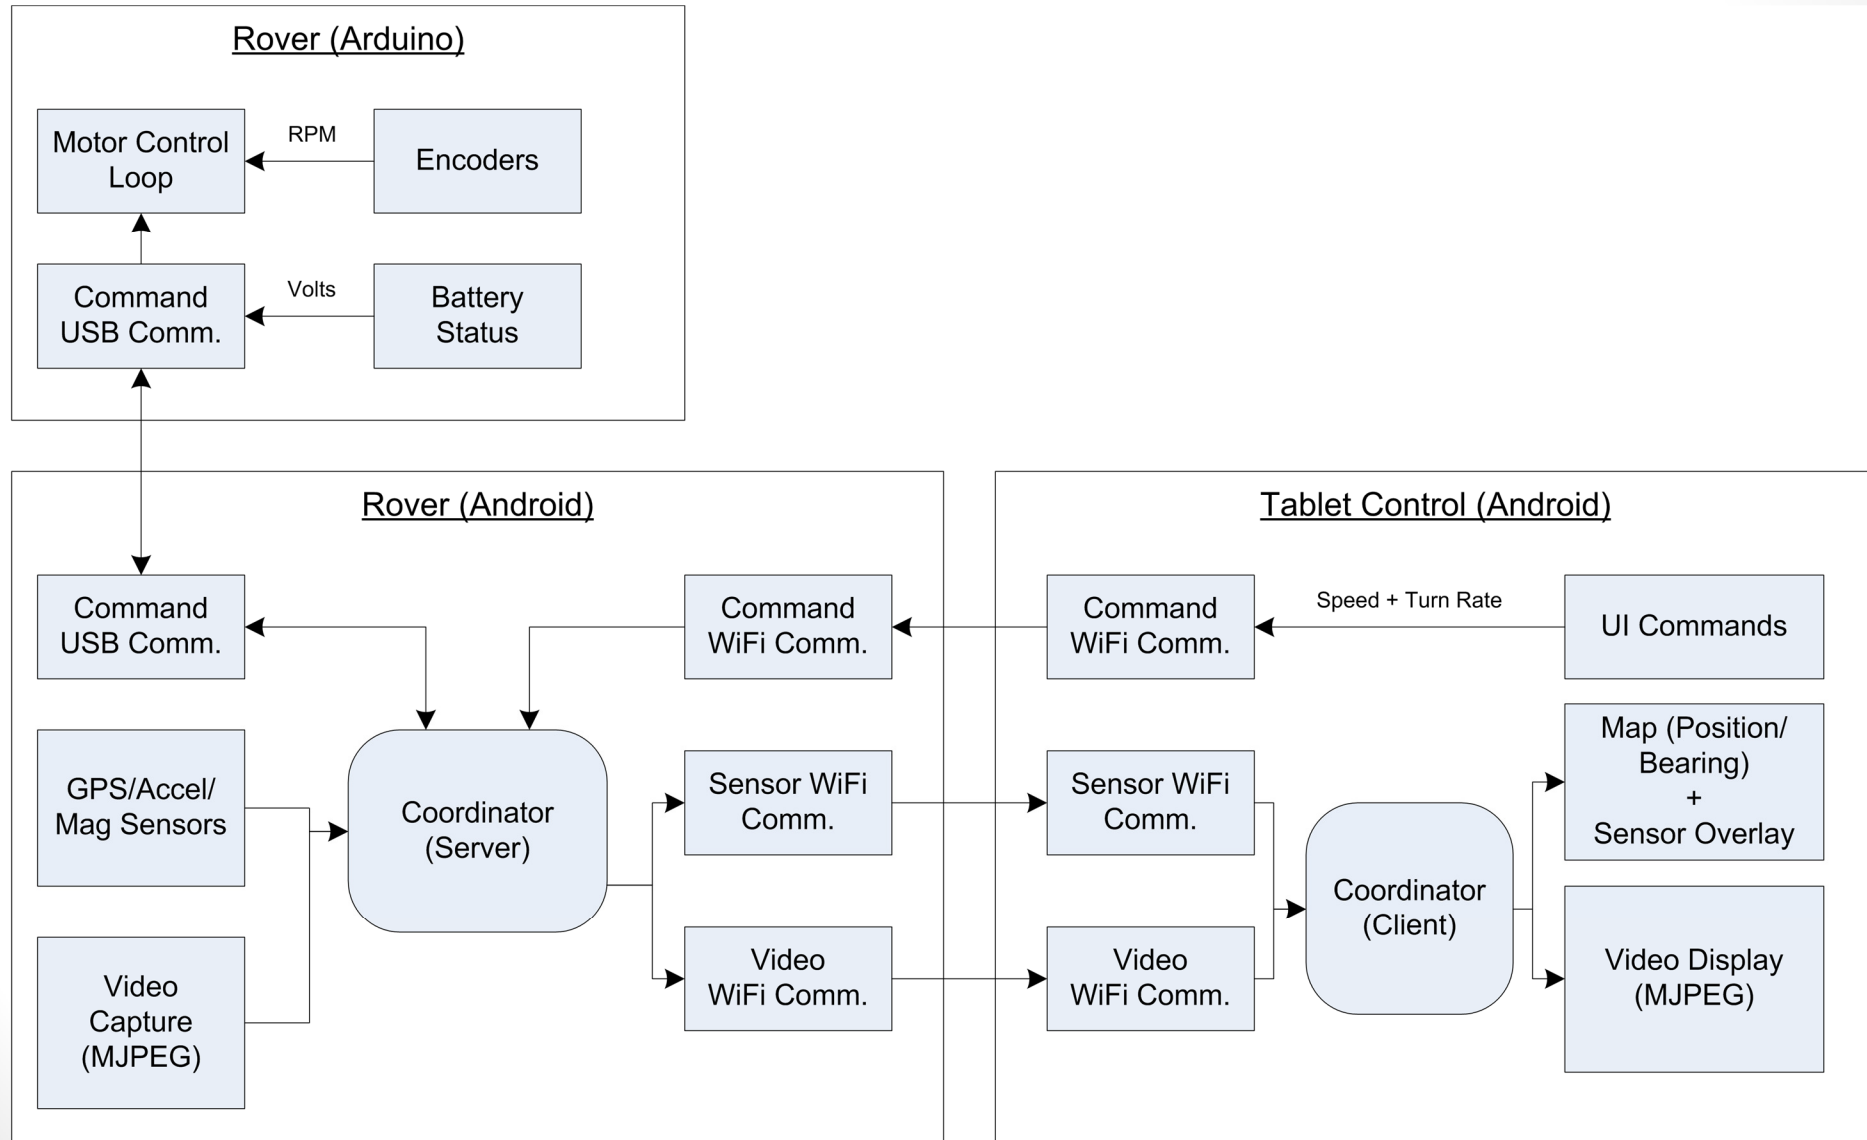 Rover (Arduino)
Motor Control
Loop
RPM
Encoders
Command
USB Comm.
Volts
Battery
Status
Rover (Android)
Command
USB Comm.
Command
WiFi Comm.
GPS/Accel/
Mag Sensors
Coordinator
(Server)
Sensor WiFi
Comm.
Video
Capture
(MJPEG)
Video
WiFi Comm.
Tablet Control (Android)
Command
WiFi Comm.
Speed + Turn Rate
UI Commands
Sensor WiFi
Comm.
Video
WiFi Comm.
Coordinator
(Client)
Map (Position/
Bearing)
+
Sensor Overlay
Video Display
(MJPEG)